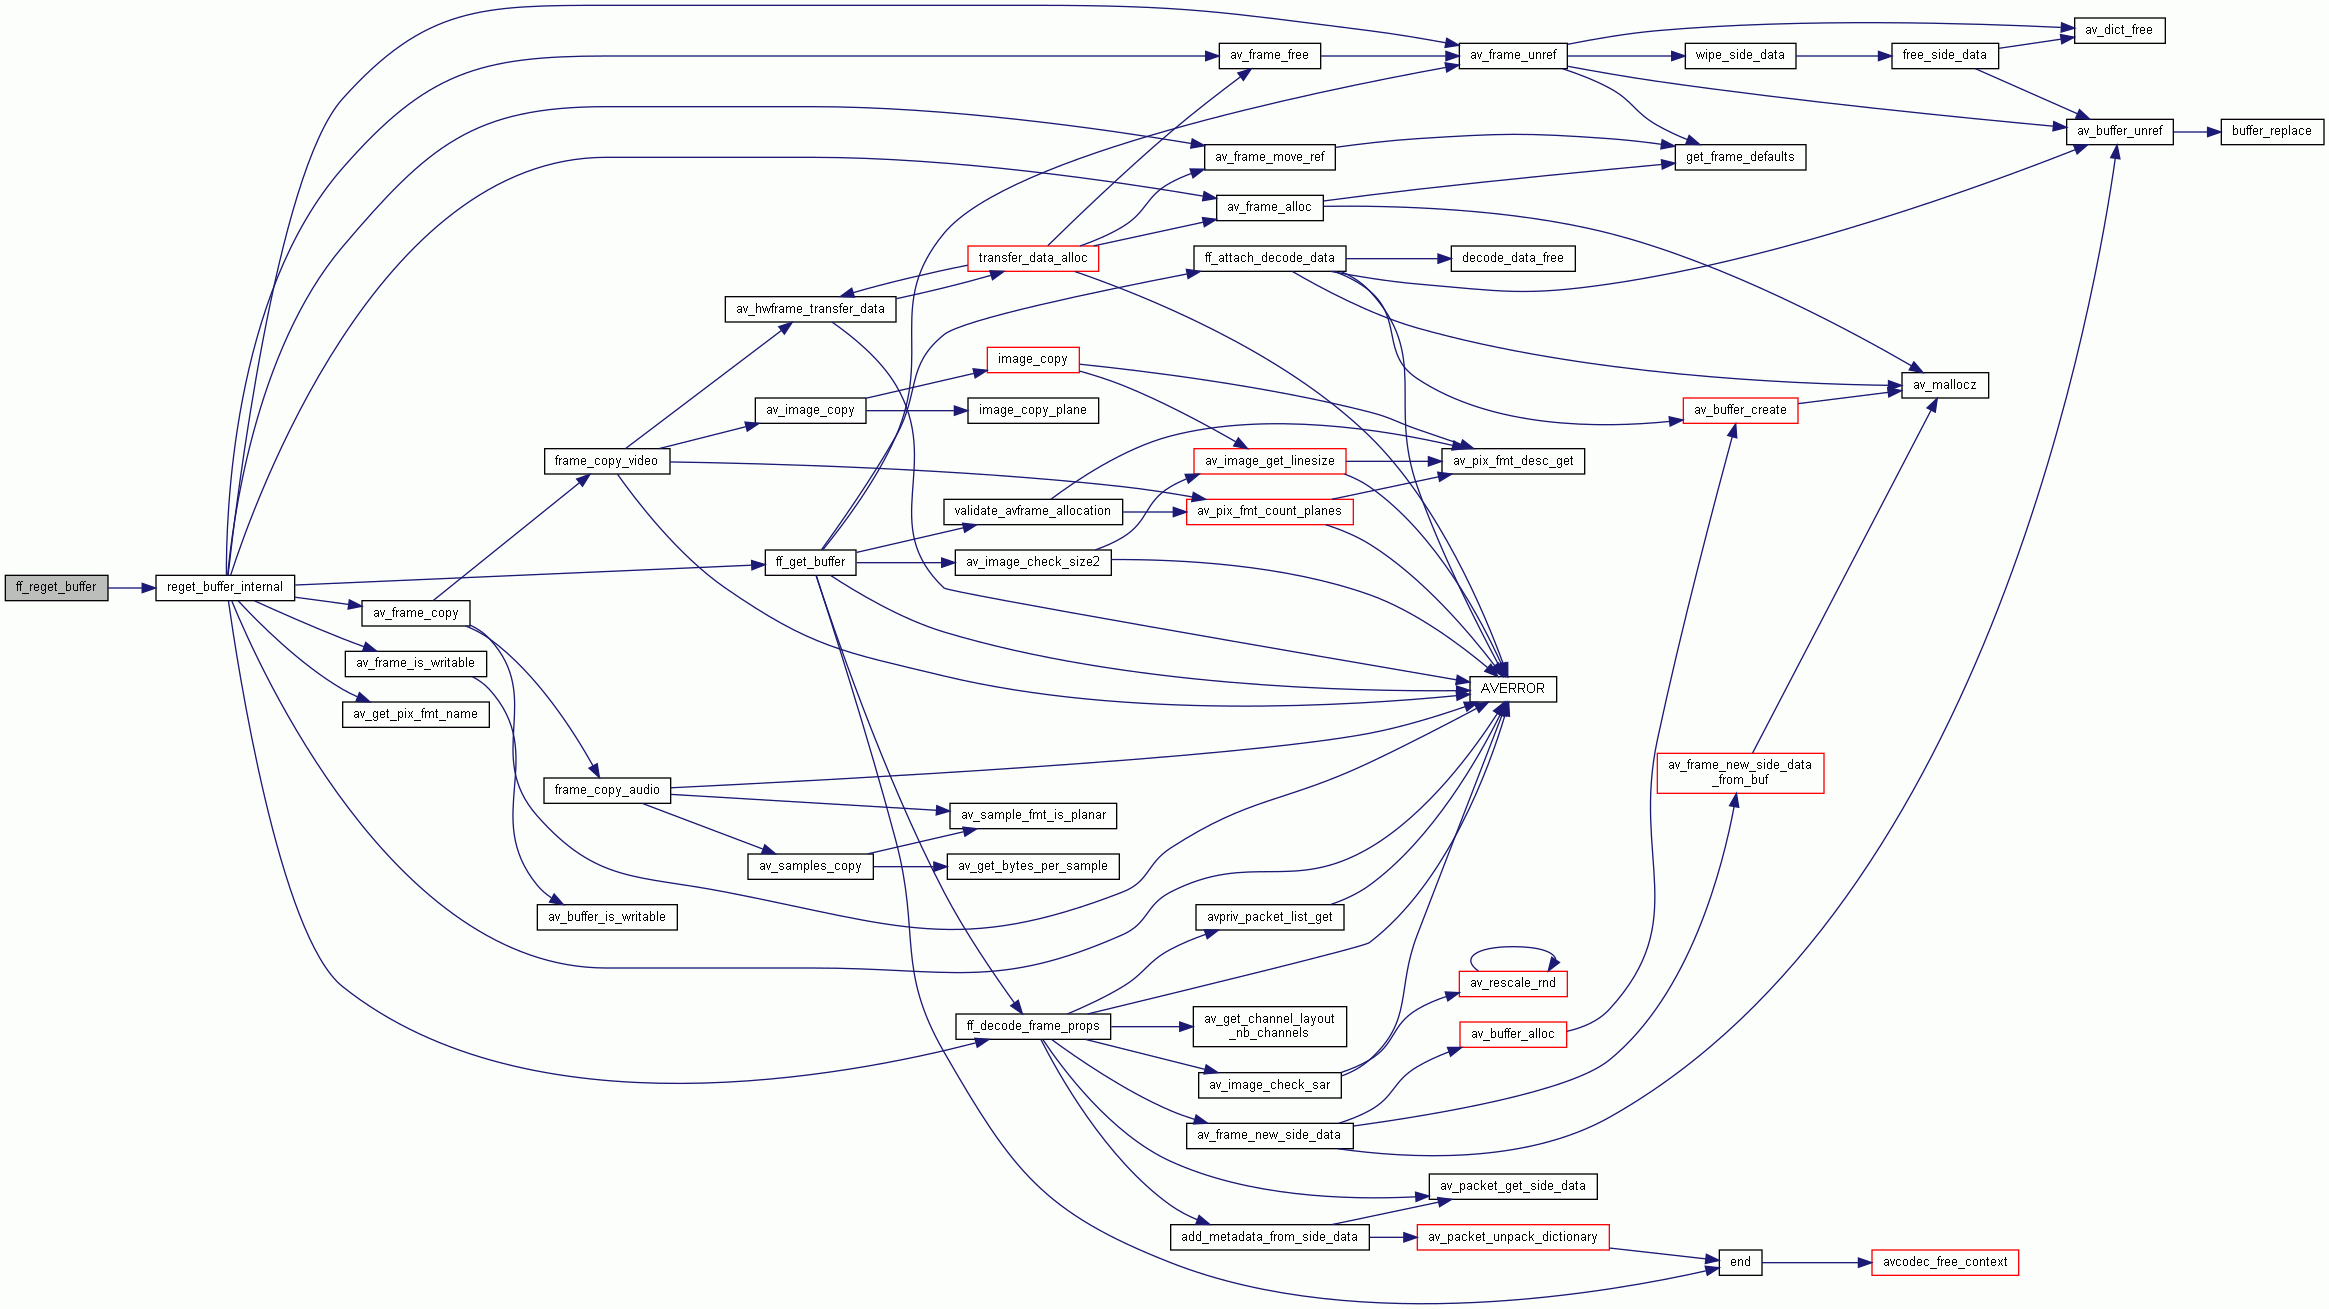 av_dict_free
av_frame_free
av_frame_unref
wipe_side_data
free_side_data
av_buffer_unref
buffer_replace
av_frame_move_ref
get_frame_defaults
av_frame_alloc
transfer_data_alloc
ff_attach_decode_data
decode_data_free
av_hwframe_transfer_data
image_copy
av_mallocz
av_image_copy
image_copy_plane
av_buffer_create
frame_copy_video
av_image_get_linesize
av_pix_fmt_desc_get
validate_avframe_allocation
av_pix_fmt_count_planes
ff_get_buffer
av_image_check_size2
ff_reget_buffer
reget_buffer_internal
av_frame_copy
av_frame_is_writable
AVERROR
av_get_pix_fmt_name
av_frame_new_side_data
_from_buf
frame_copy_audio
av_sample_fmt_is_planar
av_samples_copy
av_get_bytes_per_sample
av_buffer_is_writable
avpriv_packet_list_get
av_rescale_rnd
ff_decode_frame_props
av_get_channel_layout
_nb_channels
av_buffer_alloc
av_image_check_sar
av_frame_new_side_data
av_packet_get_side_data
add_metadata_from_side_data
av_packet_unpack_dictionary
end
avcodec_free_context